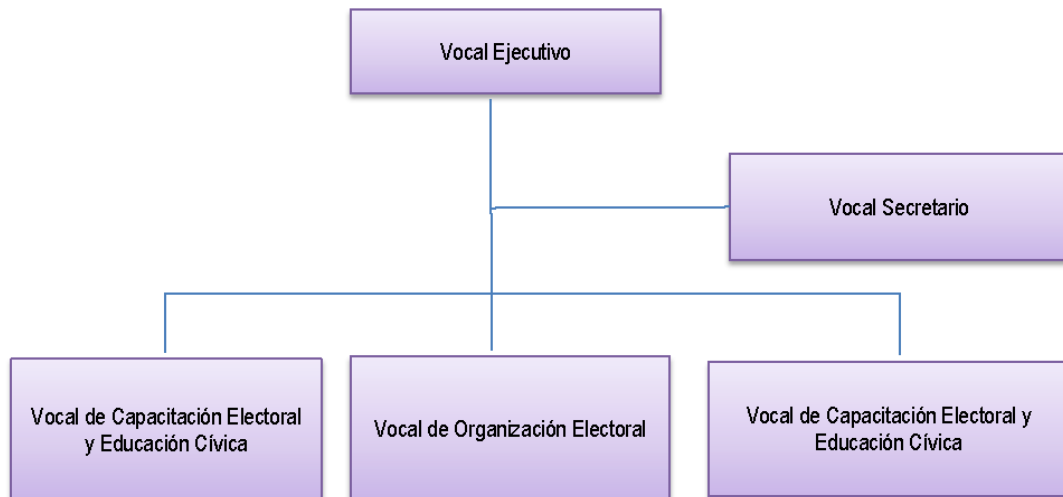 Vocal Ejecutivo
Vocal Secretario
Vocal de Capacitación Electoral
y Educación Cívica
Vocal de Organización Electoral
Vocal de Capacitación Electoral y
Educación Cívica